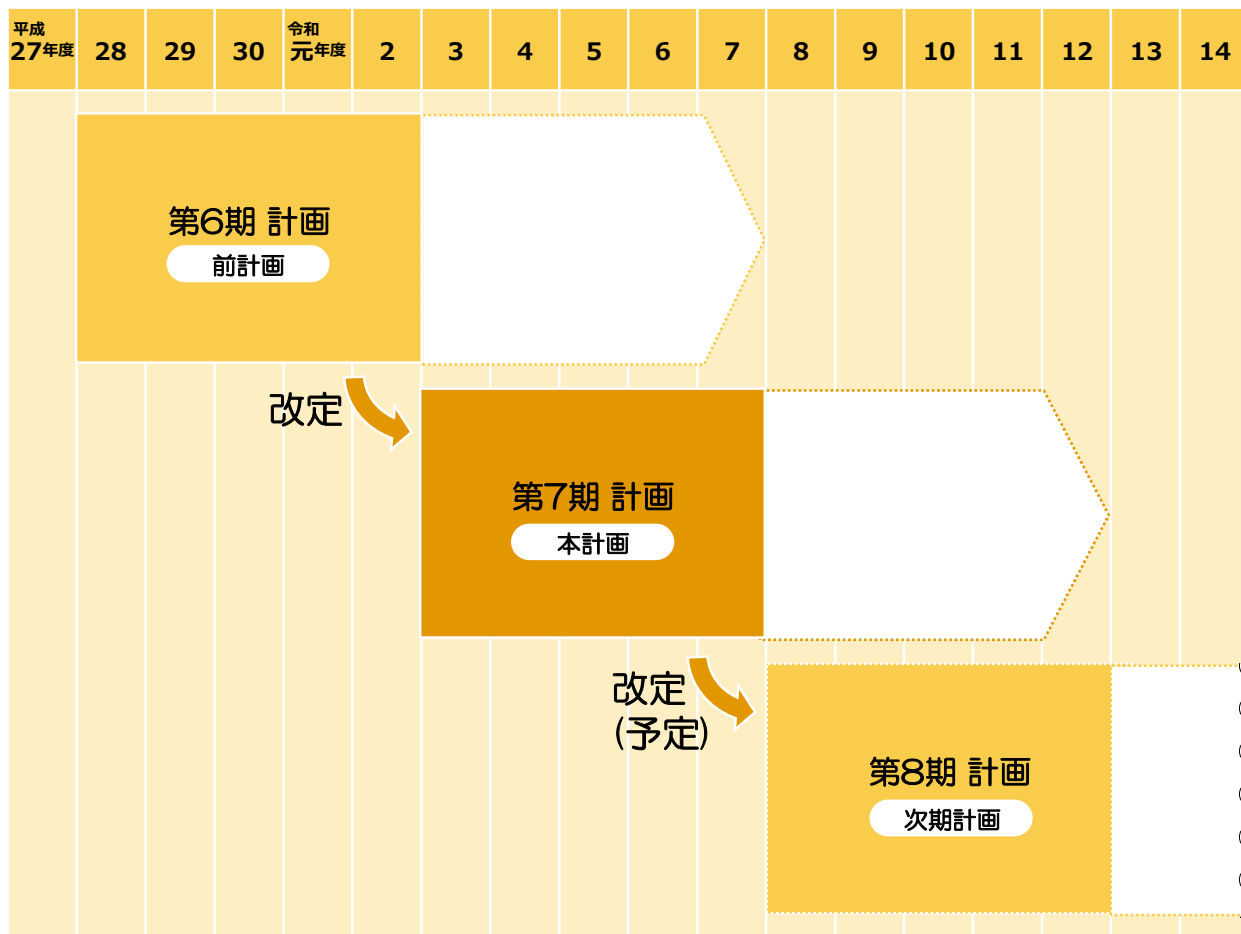 平成 令和
27年度 28 29 30 元年度 2 3 4 5 6 7 8 9 10 11 12 13 14
第6期 計画
前計画
改定
第7期 計画
本計画
改定
(予定)
第8期 計画
次期計画